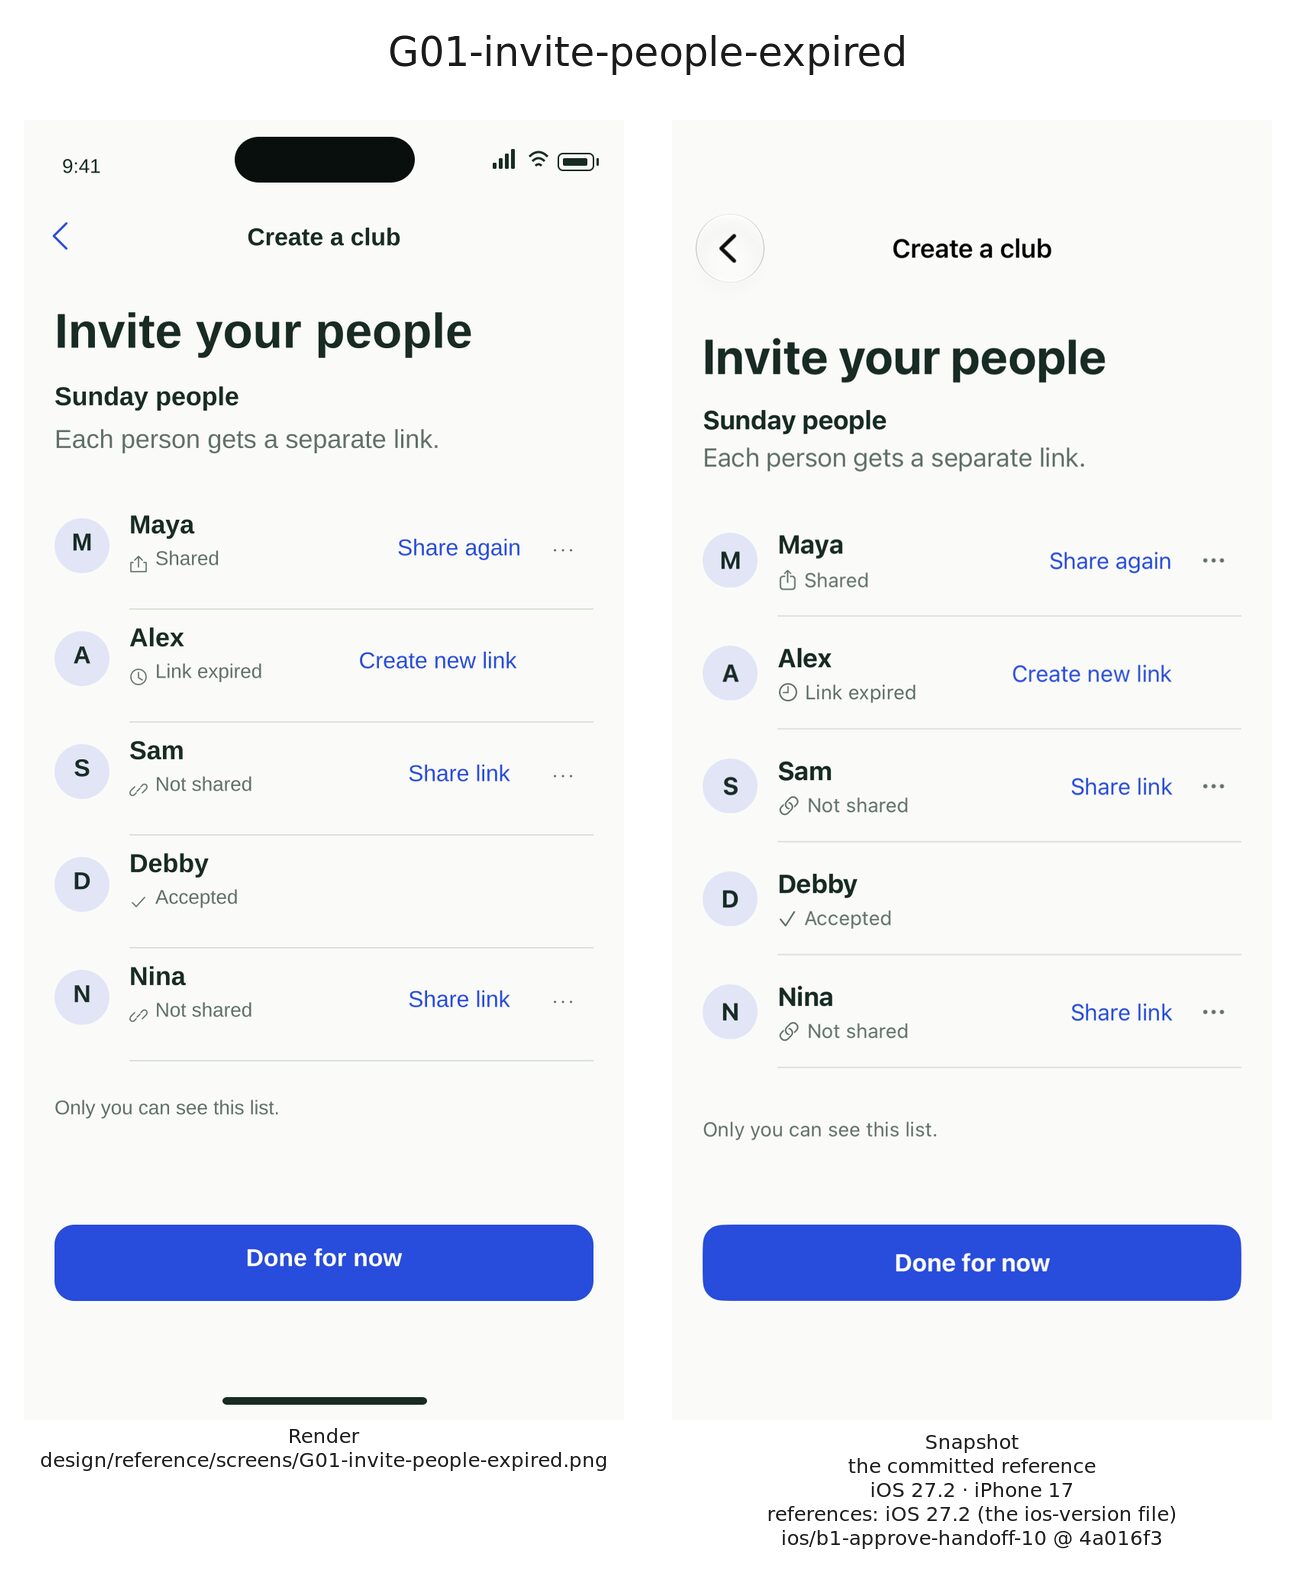 G01-invite-people-expired
9:41
Create a club
Invite your people
Sunday people
Each person gets a separate link.
M
Maya
Shared
Share again
...
A
Alex
Link expired
Create new link
S
Sam
Not shared
Share link
...
D
Debby
Accepted
N
Nina
Not shared
Share link
...
Only you can see this list.
Done for now
Render
design/reference/screens/G01-invite-people-expired.png
Create a club
Invite your people
Sunday people
Each person gets a separate link.
M
Maya
Shared
Share again
...
A
Alex
Link expired
Create new link
S
Sam
Not shared
Share link
...
D
Debby
Accepted
N
Nina
Not shared
Share link
...
Only you can see this list.
Done for now
Snapshot
the committed reference
iOS 27.2 · iPhone 17
references: iOS 27.2 (the ios-version file)
ios/b1-approve-handoff-10 @ 4a016f3